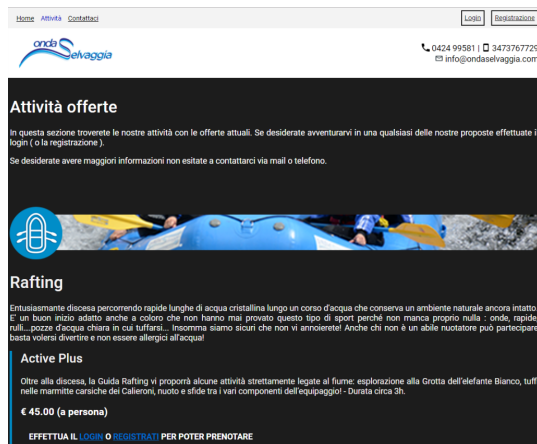 Home Attività Contattaci Login Registrazione
onda Selvaggia
0424 99581 | 3473767729
info@ondaselvaggia.com
Attività offerte
In questa sezione troverete le nostre attività con le offerte attuali. Se desiderate avventurarvi in una qualsiasi delle nostre proposte effettuate i
login ( o la registrazione ).
Se desiderate avere maggiori informazioni non esitate a contattarci via mail o telefono.
Rafting
Entusiasmante discesa percorrendo rapide lunghe di acqua cristallina lungo un corso d'acqua che conserva un ambiente naturale ancora intatto
E' un buon inizio adatto anche a coloro che non hanno mai provato questo tipo di sport perché non manca proprio nulla : onde, rapide
rulli...pozze d'acqua chiara in cui tuffarsi... Insomma siamo sicuri che non vi annoierete! Anche chi non è un abile nuotatore può partecipare
basta volersi divertire e non essere allergici all'acqua!
Active Plus
Oltre alla discesa, la Guida Rafting vi proporrà alcune attività strettamente legate al fiume: esplorazione alla Grotta dell'elefante Bianco, tuff
nelle marmitte carsiche dei Calieroni, nuoto e sfide tra i vari componenti dell'equipaggio! - Durata circa 3h.
€ 45.00 (a persona)
EFFETTUA IL LOGIN O REGISTRATI PER POTER PRENOTARE